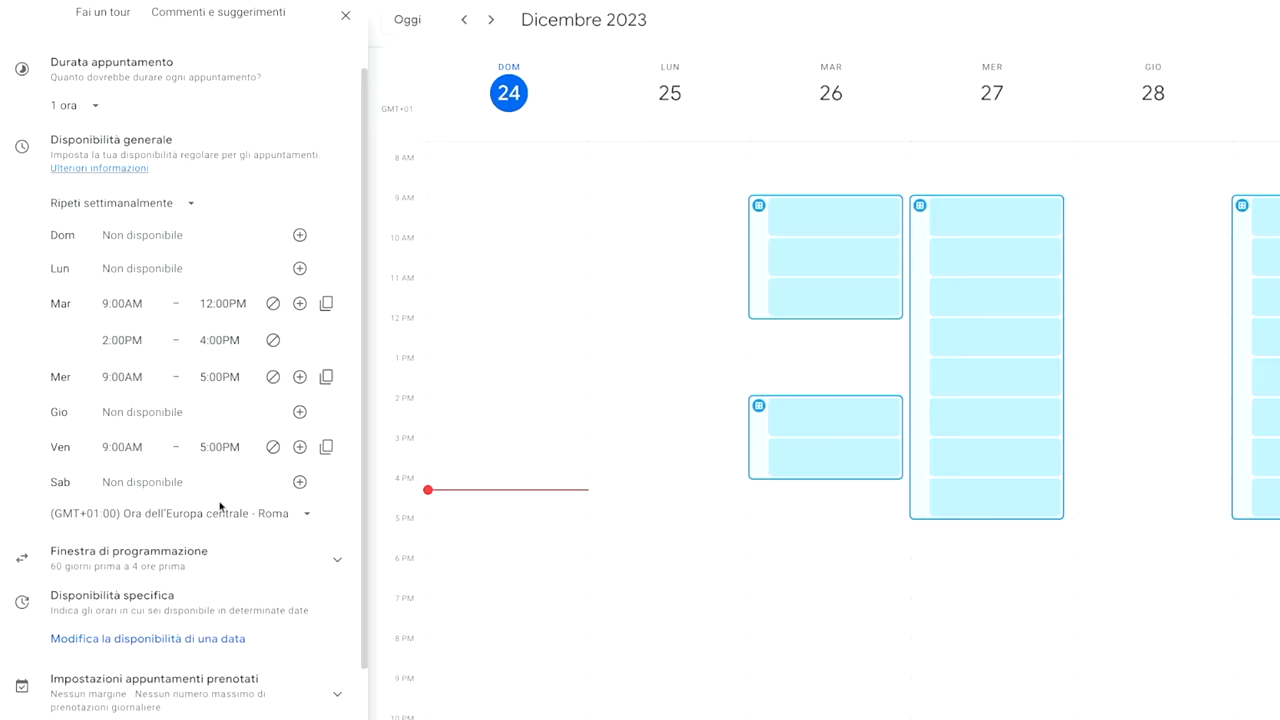 Fai un tour Commenti e suggerimenti
Durata appuntamento
Quanto dovrebbe durare ogni appuntamento?
1 ora
Disponibilità generale
Imposta la tua disponibilità regolare per gli appuntamenti.
Ulteriori informazioni
Ripeti settimanalmente
Dom Non disponibile
Lun Non disponibile
Mar 9:00AM – 12:00PM
2:00PM – 4:00PM
Mer 9:00AM – 5:00PM
Gio Non disponibile
Ven 9:00AM – 5:00PM
Sab Non disponibile
(GMT+01:00) Ora dell'Europa centrale - Roma
Finestra di programmazione
60 giorni prima a 4 ore prima
Disponibilità specifica
Indica gli orari in cui sei disponibile in determinate date
Modifica la disponibilità di una data
Impostazioni appuntamenti prenotati
Nessun margine Nessun numero massimo di
prenotazioni giornaliere
Oggi Dicembre 2023
DOM LUN MAR MER GIO
24 25 26 27 28
GMT+01
8 AM
9 AM
10 AM
11 AM
12 PM
1 PM
2 PM
3 PM
4 PM
5 PM
6 PM
7 PM
8 PM
9 PM
10 PM